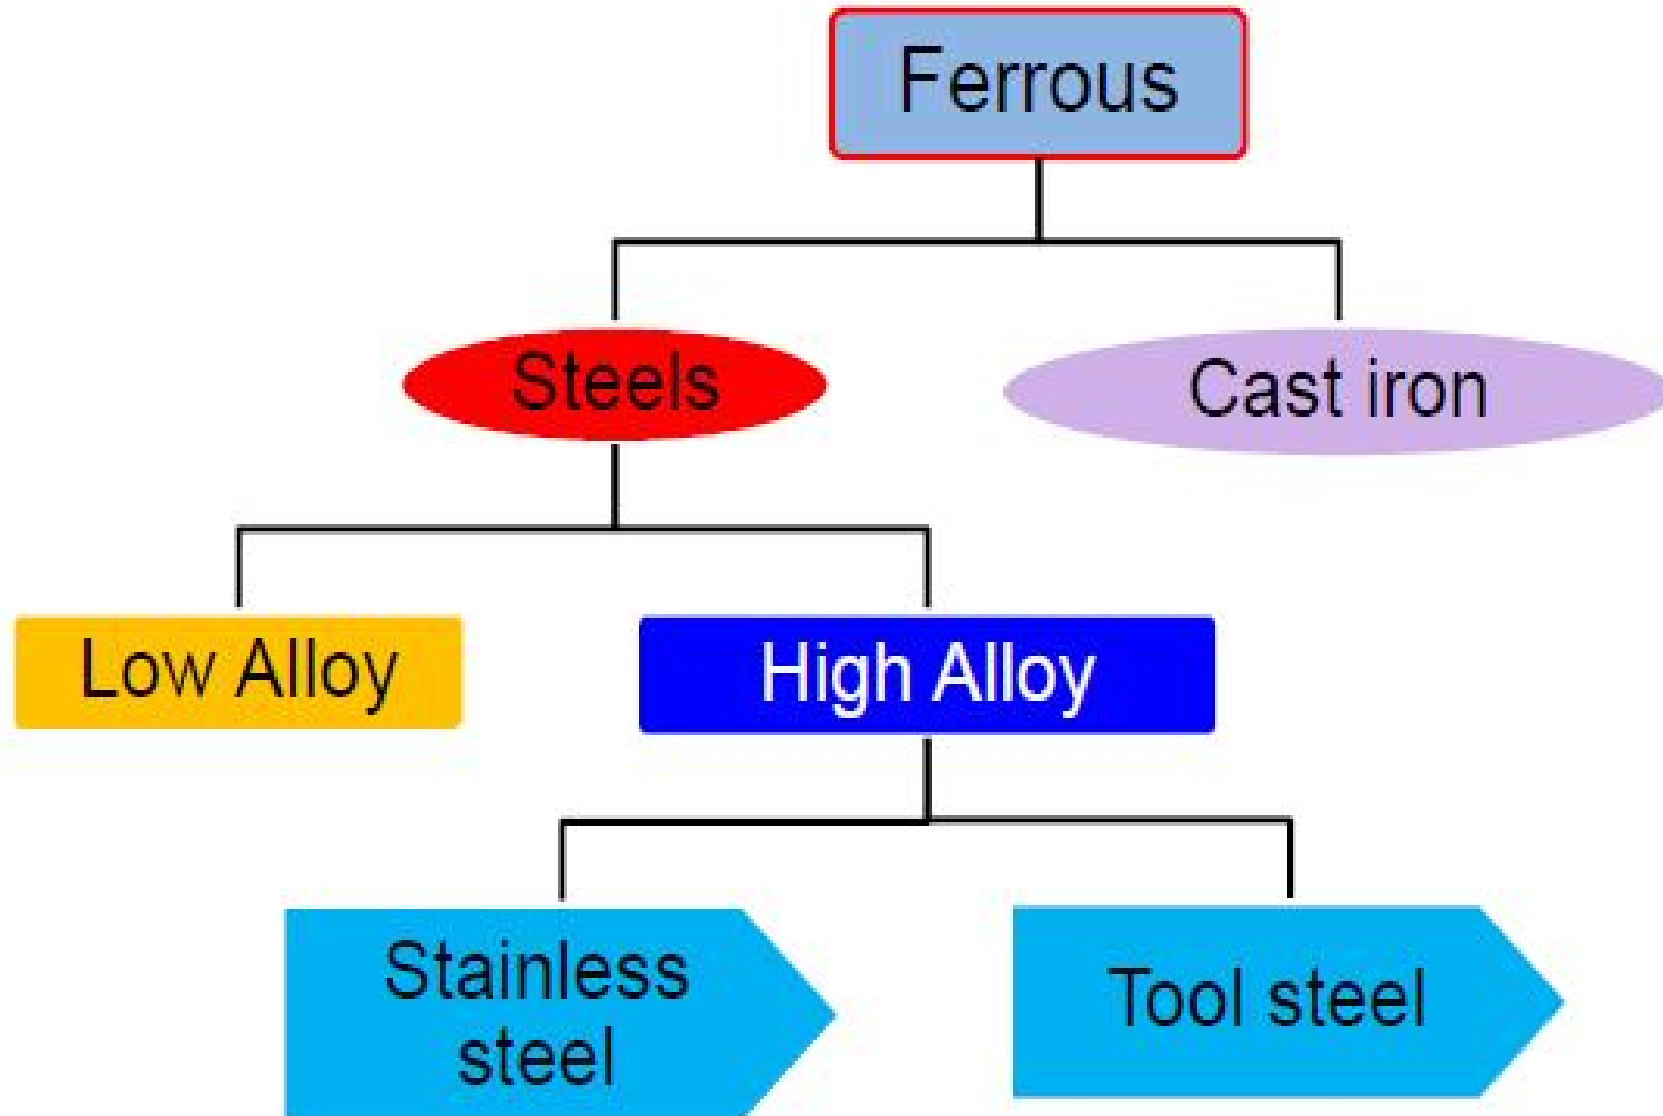 Ferrous
Steels
Cast iron
Low Alloy
High Alloy
Stainless
steel
Tool steel